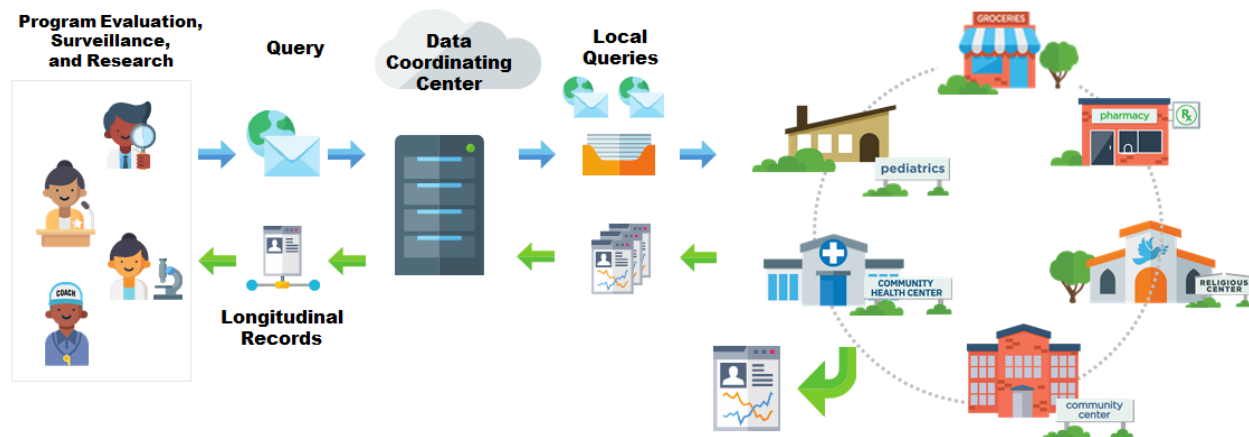 Program Evaluation,
Surveillance,
and Research
Query
Data
Coordinating
Center
Local
Queries
Longitudinal
Records
GROCERIES
pharmacy
Rx
pediatrics
COMMUNITY
HEALTH CENTER
RELIGIOUS
CENTER
community
center
COACH